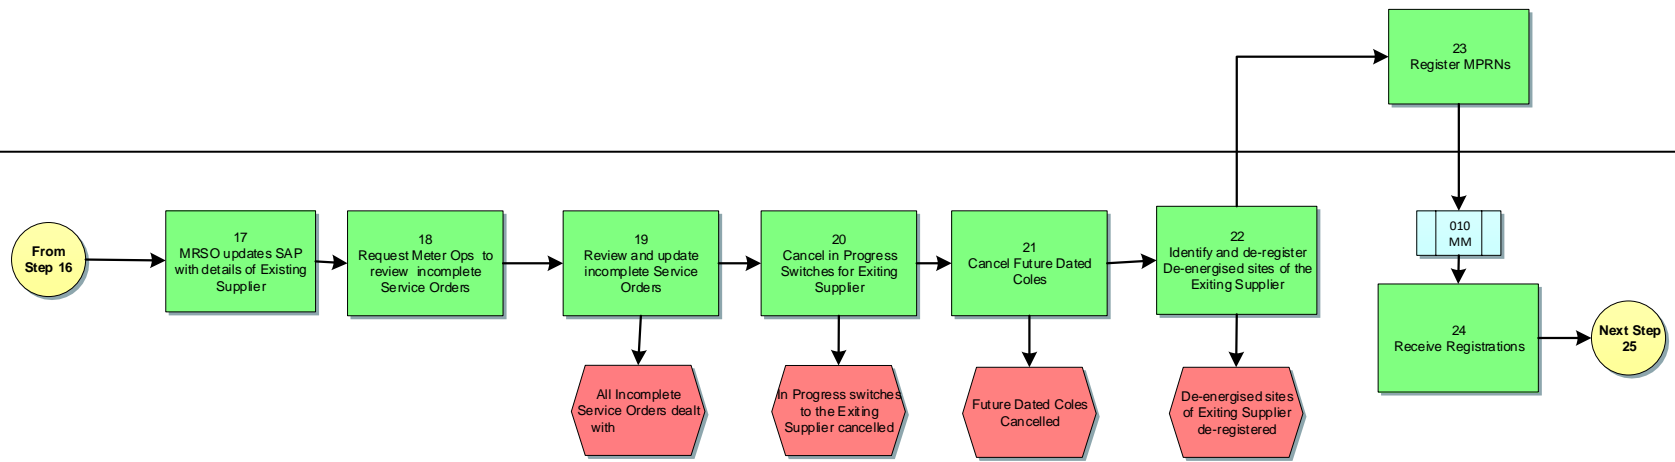 23
Register MPRNs
From
Step 16
17
MRSO updates SAP
with details of Existing
Supplier
18
Request Meter Ops to
review incomplete
Service Orders
19
Review and update
incomplete Service
Orders
20
Cancel in Progress
Switches for Exiting
Supplier
21
Cancel Future Dated
Coles
22
Identify and de-register
De-energised sites of the
Exiting Supplier
010
MM
24
Receive Registrations
Next Step
25
All Incomplete
Service Orders dealt
with
In Progress switches
to the Exiting
Supplier cancelled
Future Dated Coles
Cancelled
De-energised sites
of Exiting Supplier
de-registered